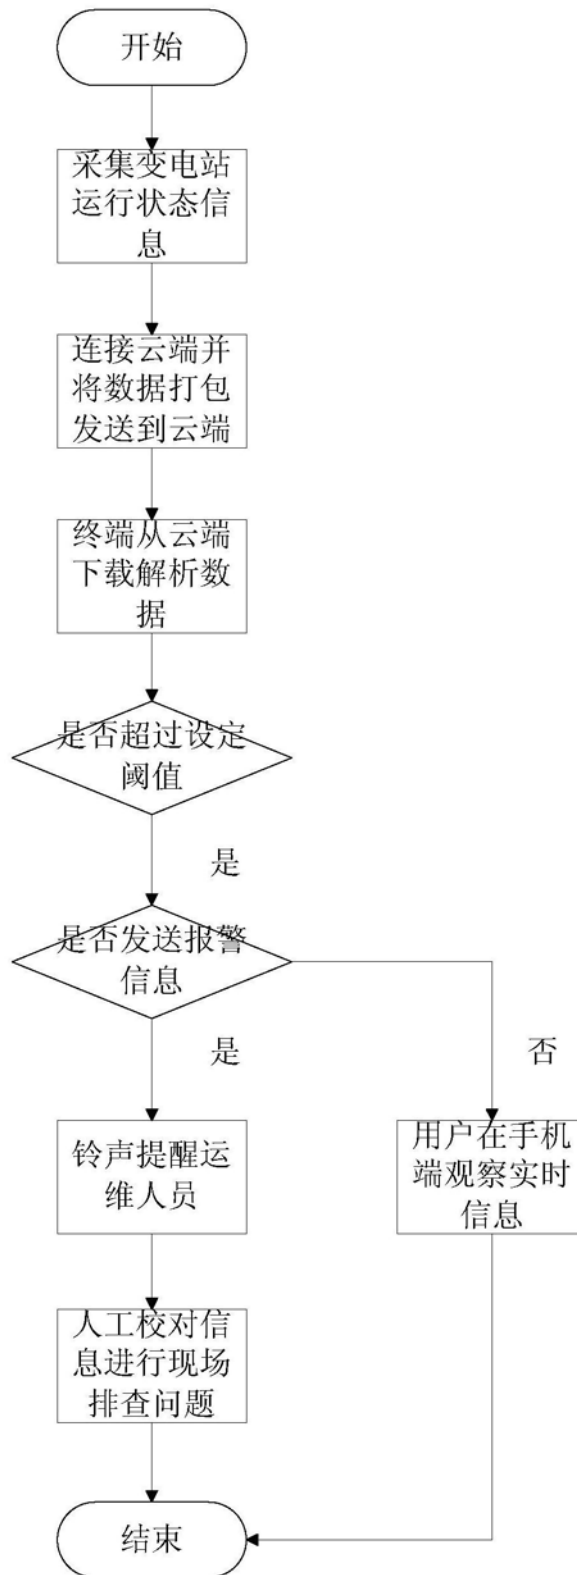 开始
采集变电站
运行状态信
息
连接云端并
将数据打包
发送到云端
终端从云端
下载解析数
据
是否超过设定
阈值
是
是否发送报警
信息
是
否
铃声提醒运
维人员
用户在手机
端观察实时
信息
人工校对信
息进行现场
排查问题
结束